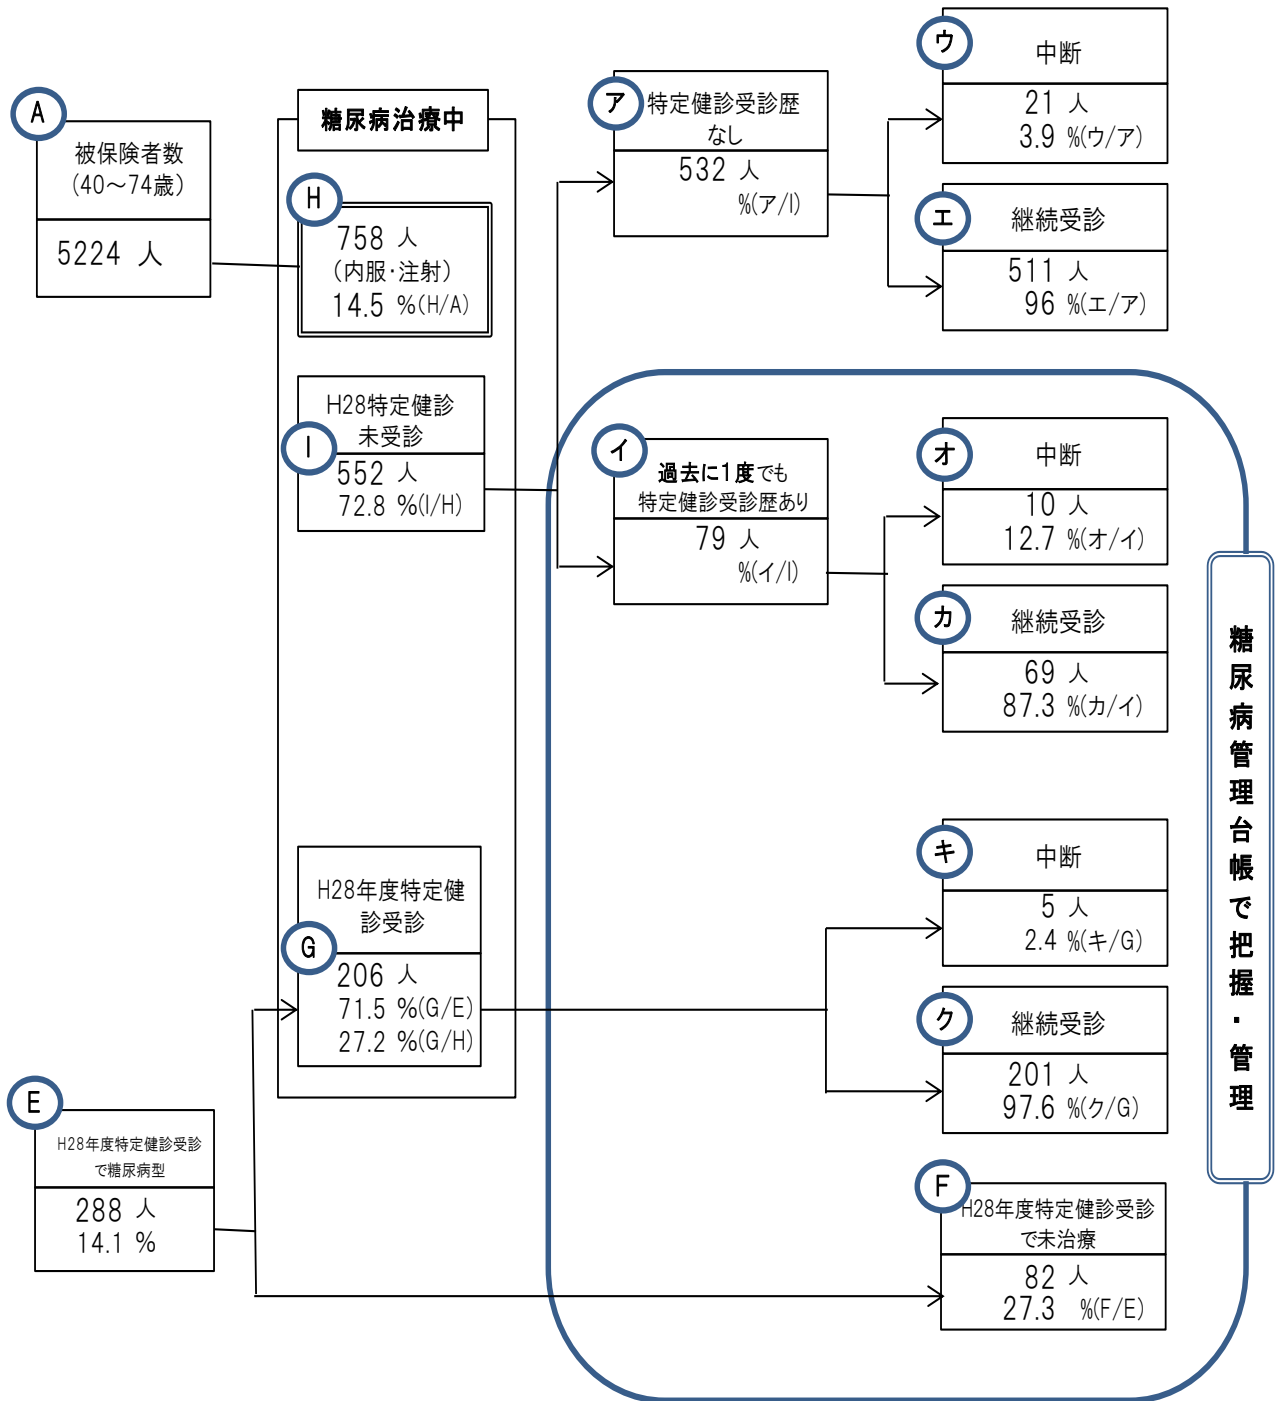 A
被保険者数
(40～74歳)
5224 人
糖尿病治療中
H
758 人
(内服・注射)
14.5 %(H/A)
I
H28特定健診
未受診
552 人
72.8 %(I/H)
G
H28年度特定健
診受診
206 人
71.5 %(G/E)
27.2 %(G/H)
E
H28年度特定健診受診
で糖尿病型
288 人
14.1 %
ア
特定健診受診歴
なし
532 人
%(ア/I)
イ
過去に1度でも
特定健診受診歴あり
79 人
%(イ/I)
ウ
中断
21 人
3.9 %(ウ/ア)
エ
継続受診
511 人
96 %(エ/ア)
オ
中断
10 人
12.7 %(オ/イ)
カ
継続受診
69 人
87.3 %(カ/イ)
キ
中断
5 人
2.4 %(キ/G)
ク
継続受診
201 人
97.6 %(ク/G)
F
H28年度特定健診受診
で未治療
82 人
27.3 %(F/E)
糖尿病管理台帳で把握・管理